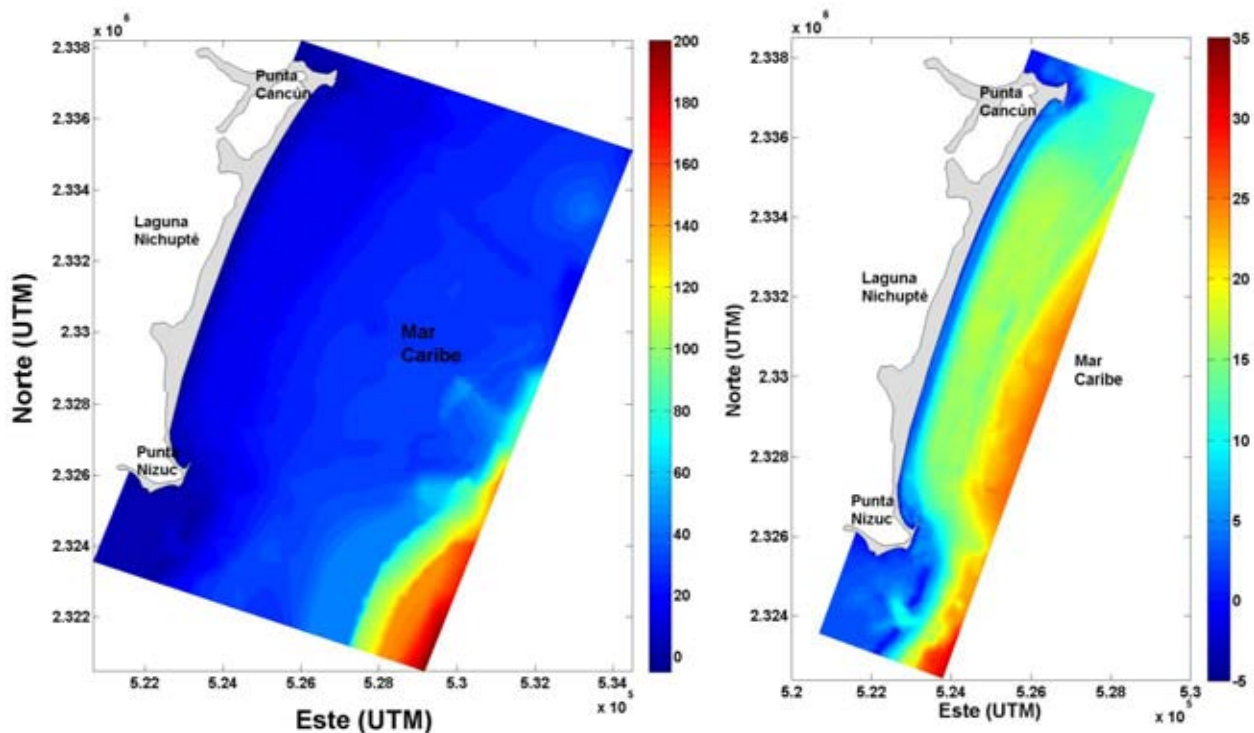 x 10⁶
2.338
2.336
2.334
2.332
2.33
2.328
2.326
2.324
2.322
Norte (UTM)
Punta
Cancún
Laguna
Nichupté
Mar
Caribe
Punta
Nizuc
5.22
5.24
5.26
5.28
5.3
5.32
5.34
x 10⁵
Este (UTM)
200
180
160
140
120
100
80
60
40
20
0
x 10⁶
2.338
2.336
2.334
2.332
2.33
2.328
2.326
2.324
Norte (UTM)
Punta
Cancún
Laguna
Nichupté
Mar
Caribe
Punta
Nizuc
5.2
5.22
5.24
5.26
5.28
5.3
x 10⁵
Este (UTM)
35
30
25
20
15
10
5
0
-5